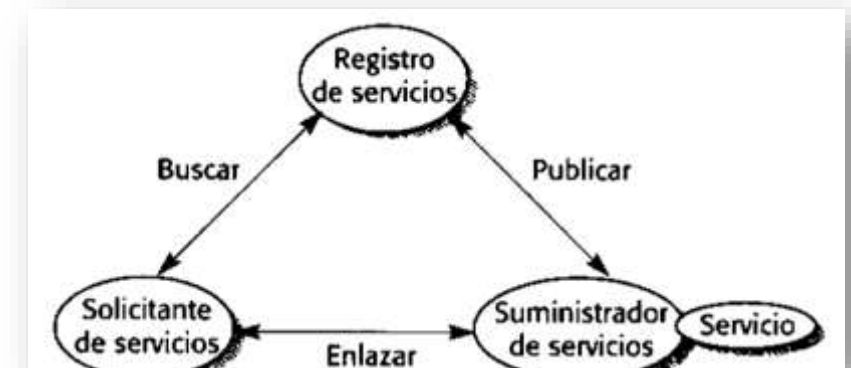 Registro
de servicios
Buscar
Publicar
Solicitante
de servicios
Enlazar
Suministrador
de servicios
Servicio